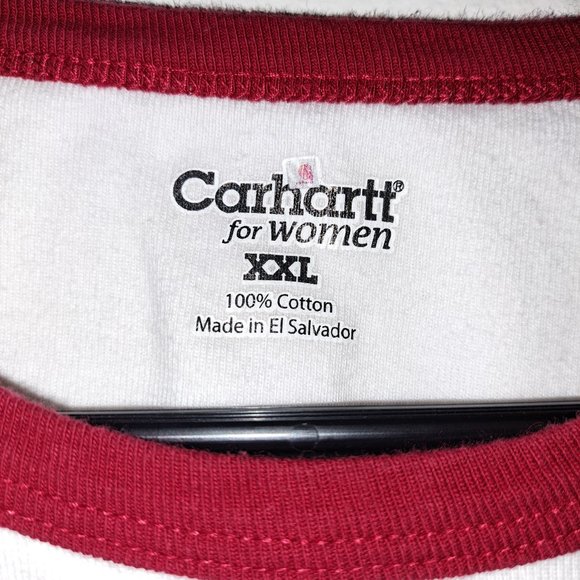 Carhartt®
for women
XXL
100% Cotton
Made in El Salvador